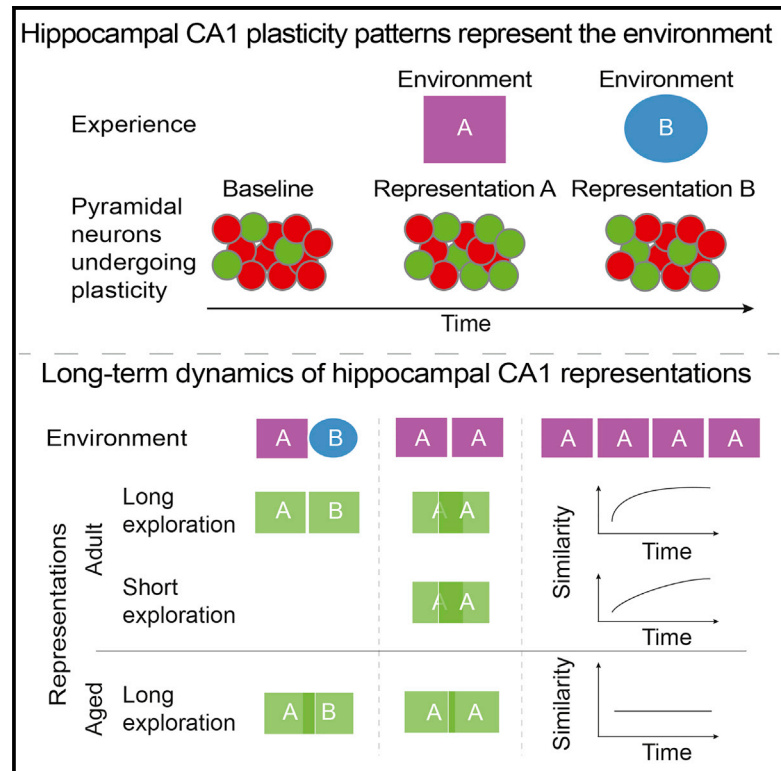 Hippocampal CA1 plasticity patterns represent the environment
Environment Environment
Experience
A B
Baseline Representation A Representation B
Pyramidal
neurons
undergoing
plasticity
Time
Long-term dynamics of hippocampal CA1 representations
Environment
A B A A A A A A
Representations
Adult
Long
exploration
A B A A
Similarity
Time
Short
exploration
A A
Time
Aged
Long
exploration
A B A A
Similarity
Time